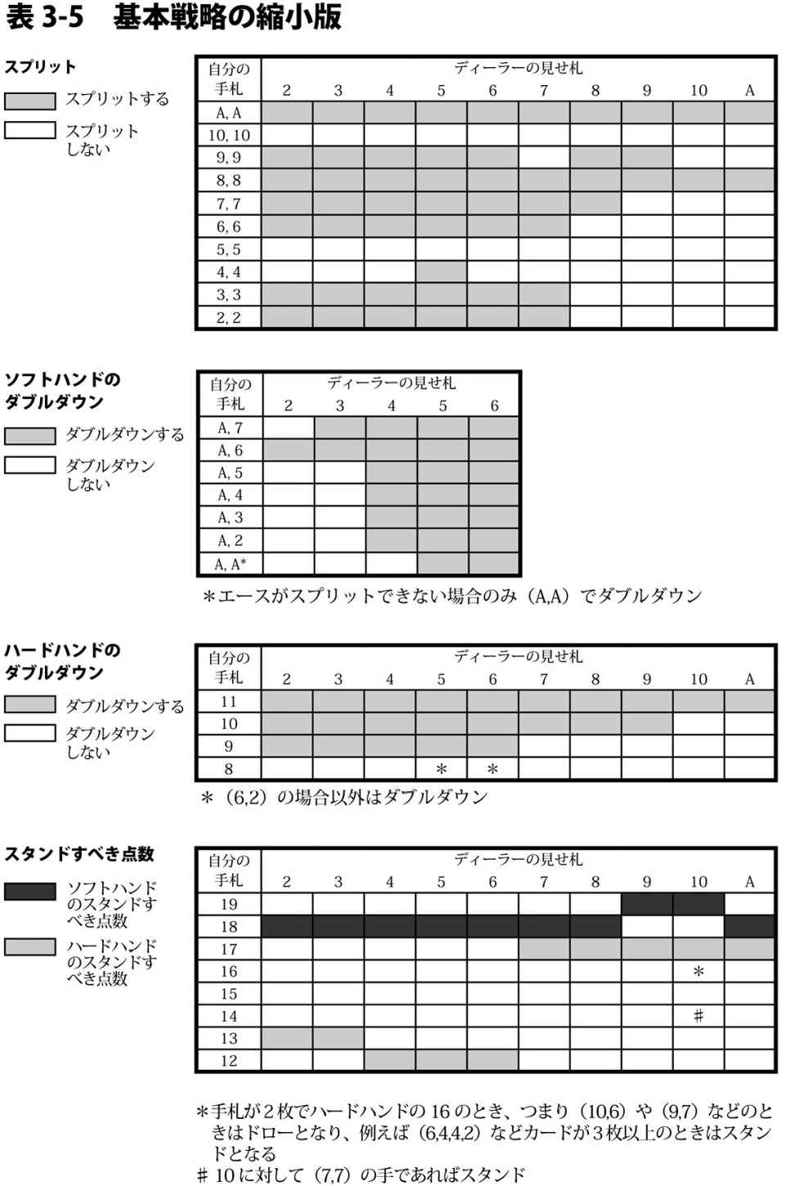 表 3-5 基本戦略の縮小版
スプリット
スプリットする
スプリット
しない
自分の ディーラーの見せ札
手札 2 3 4 5 6 7 8 9 10 A
A, A
10, 10
9, 9
8, 8
7, 7
6, 6
5, 5
4, 4
3, 3
2, 2
ソフトハンドの
ダブルダウン
ダブルダウンする
ダブルダウン
しない
自分の ディーラーの見せ札
手札 2 3 4 5 6
A, 7
A, 6
A, 5
A, 4
A, 3
A, 2
A, A*
＊エースがスプリットできない場合のみ（A,A）でダブルダウン
ハードハンドの
ダブルダウン
ダブルダウンする
ダブルダウン
しない
自分の ディーラーの見せ札
手札 2 3 4 5 6 7 8 9 10 A
11
10
9
8 ＊ ＊
＊（6,2）の場合以外はダブルダウン
スタンドすべき点数
ソフトハンド
のスタンドす
べき点数
ハードハンド
のスタンドす
べき点数
自分の ディーラーの見せ札
手札 2 3 4 5 6 7 8 9 10 A
19
18
17
16 ＊
15
14 ♯
13
12
＊手札が２枚でハードハンドの 16 のとき、つまり（10,6）や（9,7）などのと
きはドローとなり、例えば（6,4,4,2）などカードが３枚以上のときはスタン
ドとなる
♯ 10 に対して（7,7）の手であればスタンド